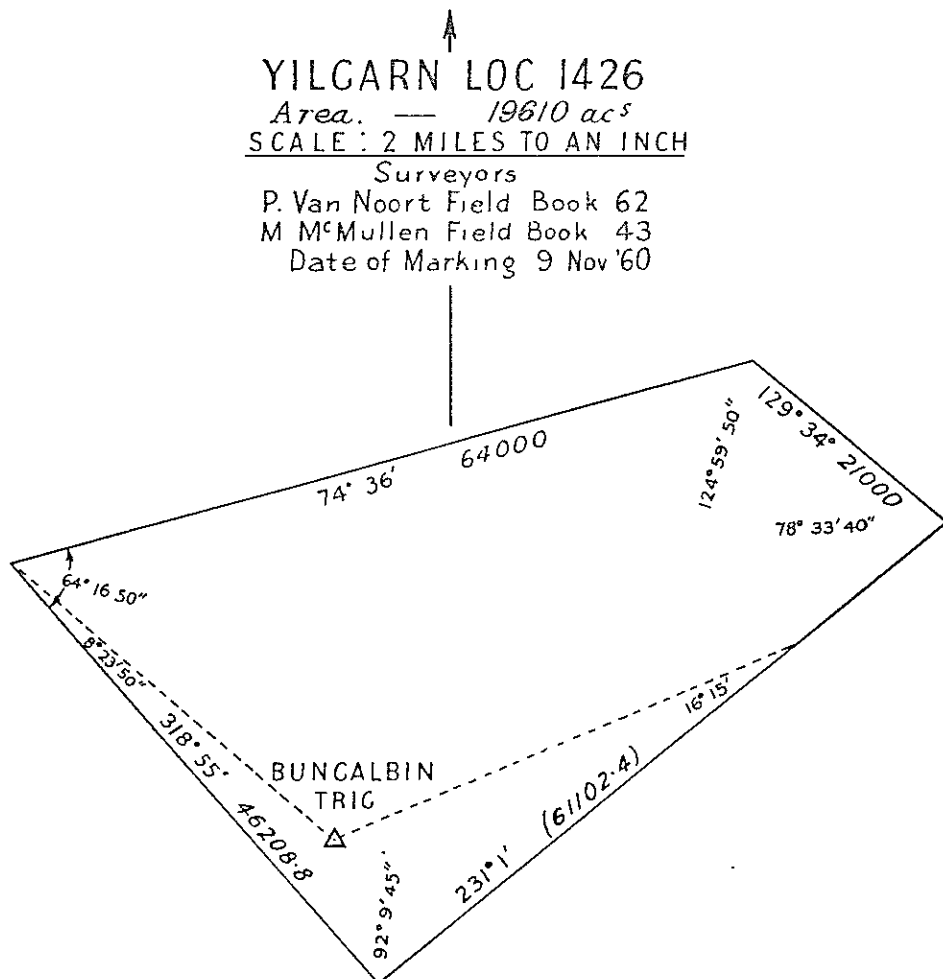 YILGARN LOC 1426
Area. — 19610 acs
SCALE : 2 MILES TO AN INCH
Surveyors
P. Van Noort Field Book 62
M McMullen Field Book 43
Date of Marking 9 Nov '60
129° 34° 21000
124° 59' 50"
74° 36' 64000
78° 33' 40"
64° 16 50"
8° 23' 50"
16° 15'
318° 55' 46208·8
BUNGALBIN
TRIG
231° 1' (61102·4)
92° 9' 45"